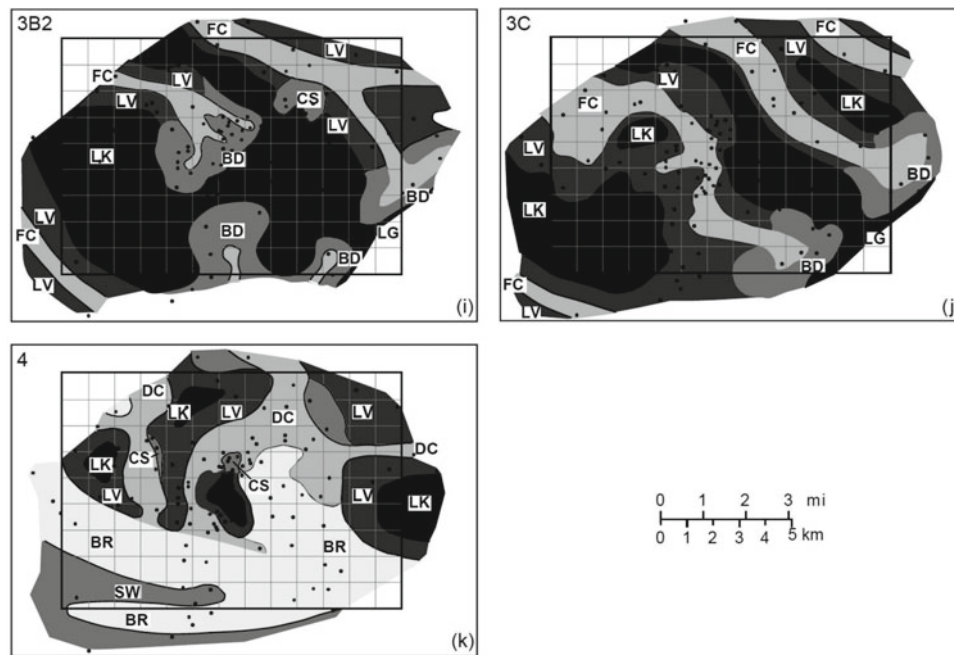 3B2
FC
LV
FC
LV
CS
LV
LV
LK
BD
BD
LV
FC
BD
LG
BD
LV
(i)
3C
FC
FC
LV
LV
FC
LK
LK
LV
BD
LK
LG
BD
FC
LV
(j)
4
DC
LK
LV
DC
LV
DC
CS
LK
CS
LV
LV
LK
BR
BR
SW
BR
(k)
0 1 2 3 mi
0 1 2 3 4 5 km